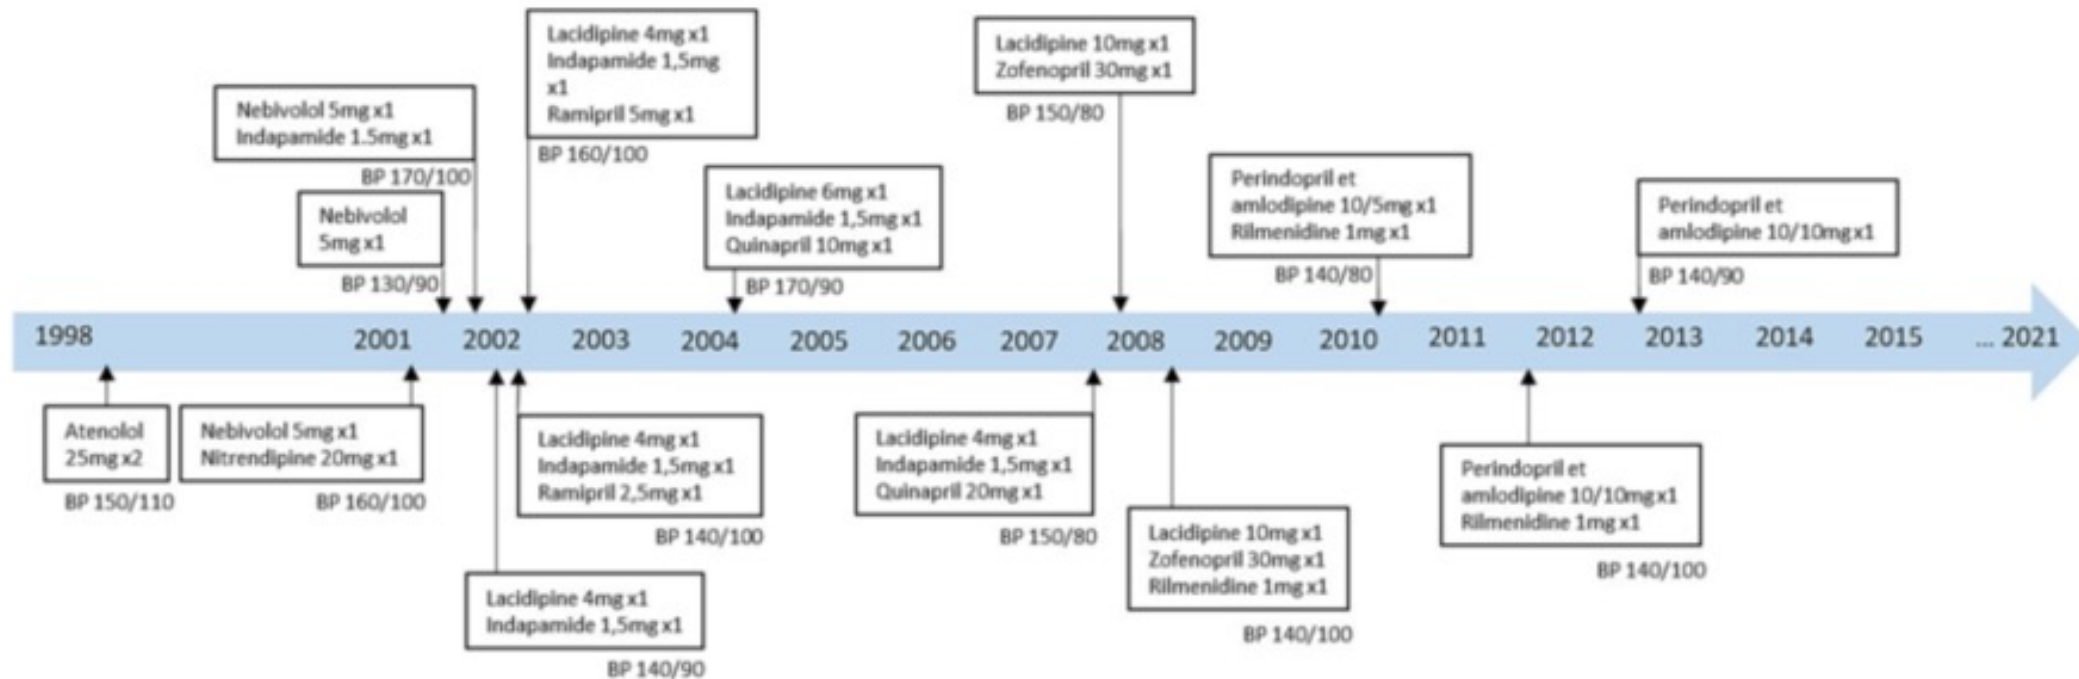 Lacidipine 4mg x1
Indapamide 1,5mg
x1
Ramipril 5mg x1
BP 160/100
Lacidipine 10mg x1
Zofenopril 30mg x1
BP 150/80
Nebivolol 5mg x1
Indapamide 1.5mg x1
BP 170/100
Nebivolol
5mg x1
BP 130/90
Lacidipine 6mg x1
Indapamide 1,5mg x1
Quinapril 10mg x1
BP 170/90
Perindopril et
amlodipine 10/5mg x1
Rilmenidine 1mg x1
BP 140/80
Perindopril et
amlodipine 10/10mg x1
BP 140/90
1998 2001 2002 2003 2004 2005 2006 2007 2008 2009 2010 2011 2012 2013 2014 2015 ... 2021
Atenolol
25mg x2
BP 150/110
Nebivolol 5mg x1
Nitrendipine 20mg x1
BP 160/100
Lacidipine 4mg x1
Indapamide 1,5mg x1
Ramipril 2,5mg x1
BP 140/100
Lacidipine 4mg x1
Indapamide 1,5mg x1
BP 140/90
Lacidipine 4mg x1
Indapamide 1,5mg x1
Quinapril 20mg x1
BP 150/80
Lacidipine 10mg x1
Zofenopril 30mg x1
Rilmenidine 1mg x1
BP 140/100
Perindopril et
amlodipine 10/10mg x1
Rilmenidine 1mg x1
BP 140/100